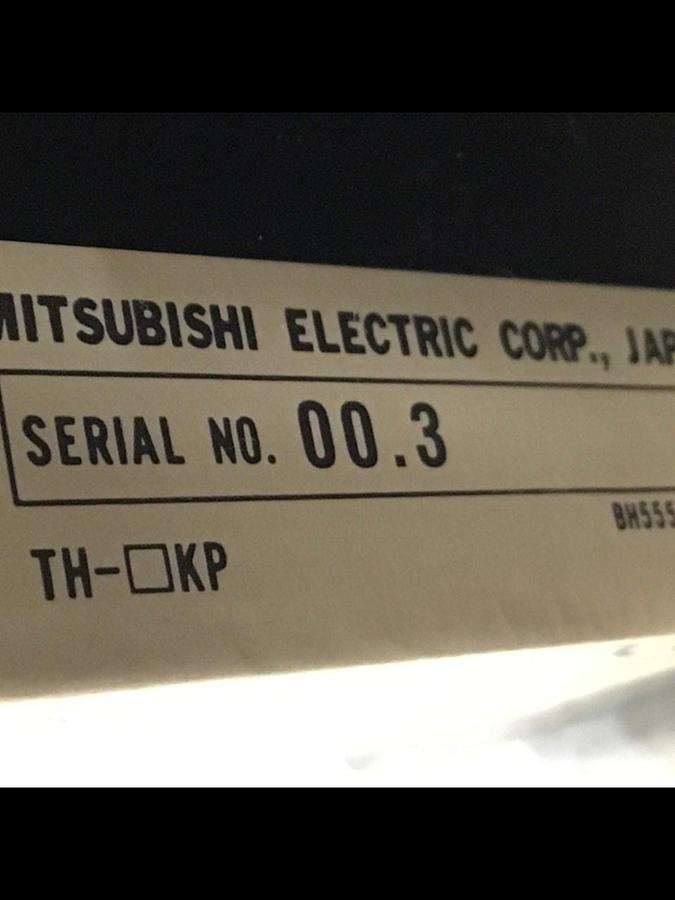 MITSUBISHI ELECTRIC CORP., JAP
SERIAL NO. 00.3
BH555
TH-□KP